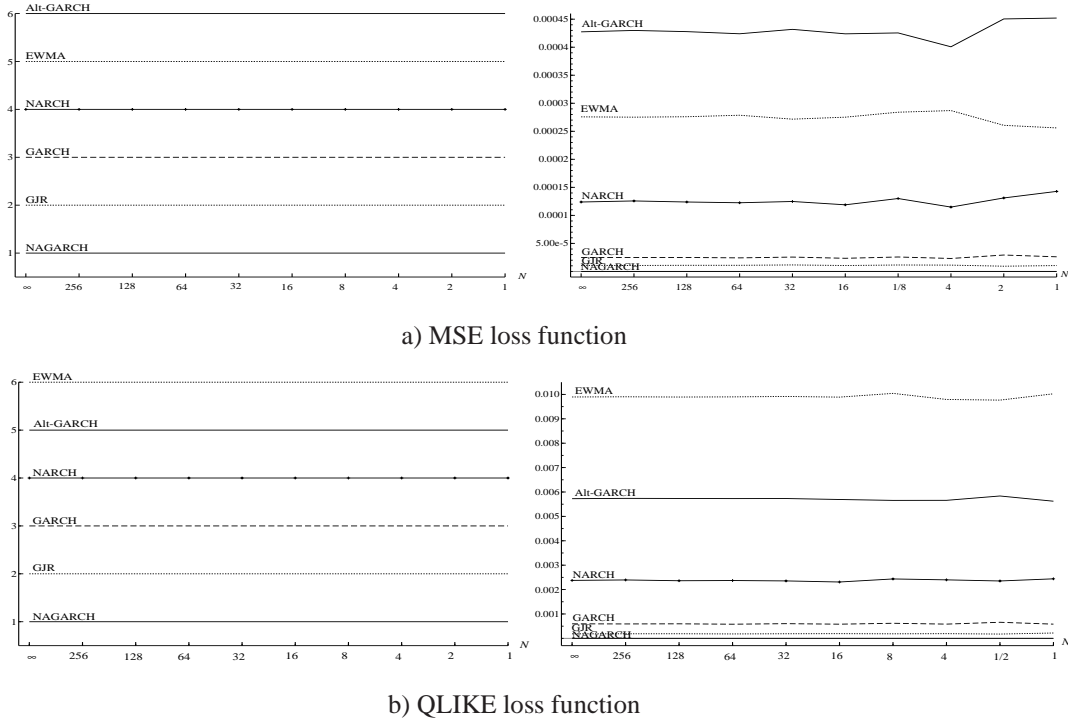 6
Alt-GARCH
EWMA
5
NARCH
4
GARCH
3
GJR
2
NAGARCH
1
N
∞ 256 128 64 32 16 8 4 2 1
0.00045
Alt-GARCH
0.0004
0.00035
0.0003
EWMA
0.00025
0.0002
0.00015
NARCH
0.0001
5.00e-5
GARCH
GJR
NAGARCH
N
∞ 256 128 64 32 16 1/8 4 2 1
a) MSE loss function
6
EWMA
Alt-GARCH
5
NARCH
4
GARCH
3
GJR
2
NAGARCH
1
N
∞ 256 128 64 32 16 8 4 2 1
EWMA
0.010
0.009
0.008
0.007
0.006
Alt-GARCH
0.005
0.004
0.003
NARCH
0.002
0.001
GARCH
GJR
NAGARCH
N
∞ 256 128 64 32 16 8 4 1/2 1
b) QLIKE loss function